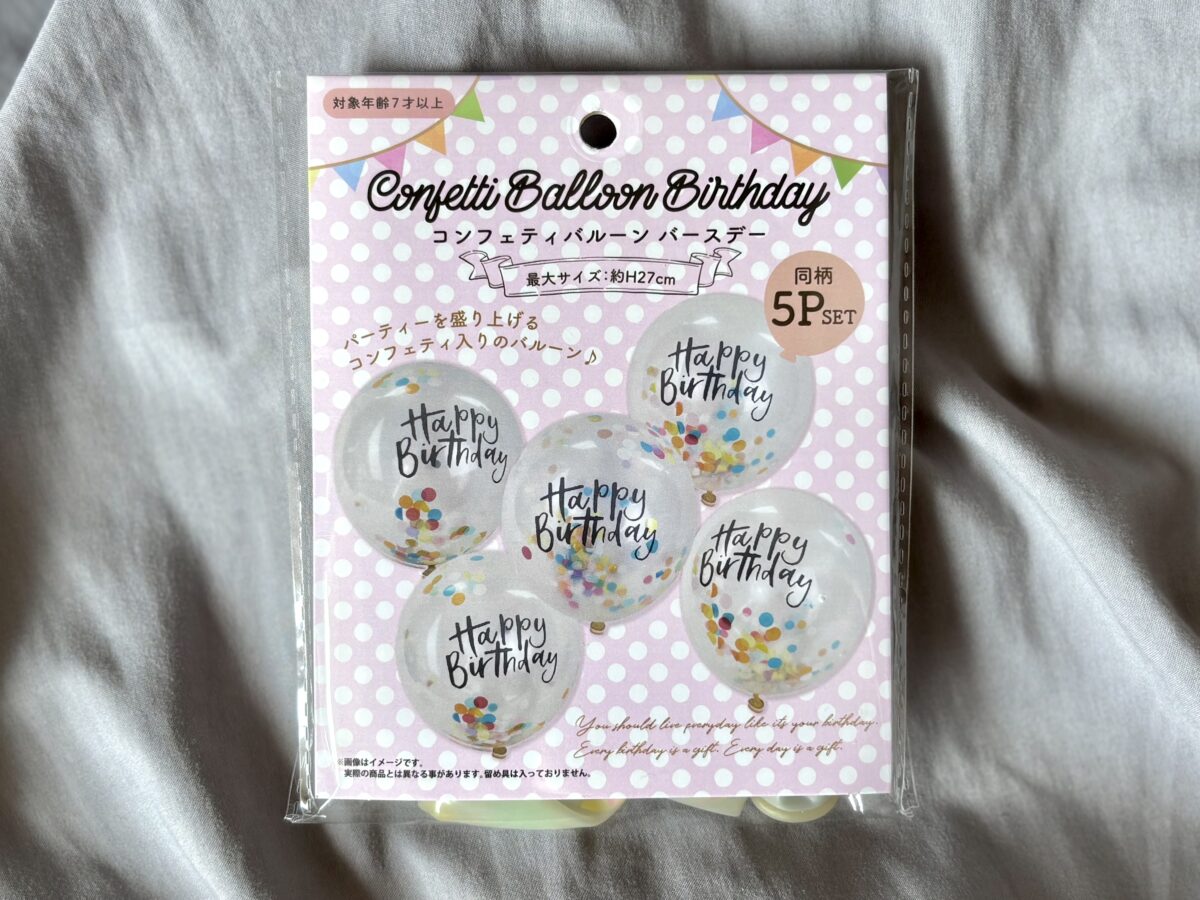 対象年齢7才以上
Confetti Balloon Birthday
コンフェティバルーン バースデー
最大サイズ:約H27cm
同柄
5PSET
パーティーを盛り上げる
コンフェティ入りのバルーン♪
Happy
Birthday
Happy
Birthday
Happy
Birthday
Happy
Birthday
Happy
Birthday
You should live everyday like its your birthday.
Every birthday is a gift. Every day is a gift.
※画像はイメージです。
実際の商品とは異なる事があります。留め具は入っておりません。